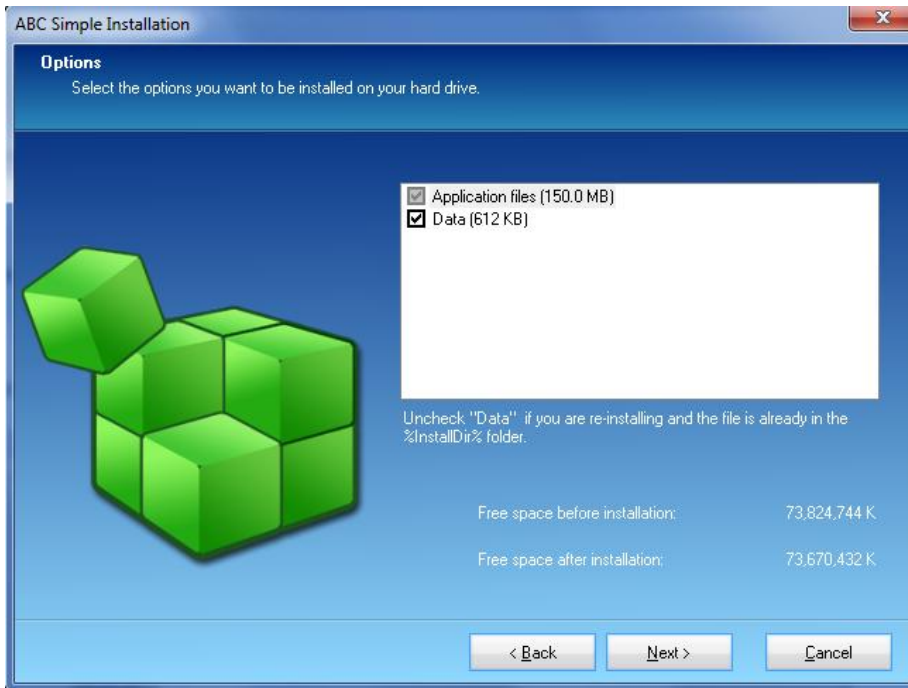 ABC Simple Installation
Options
Select the options you want to be installed on your hard drive.
Application files (150.0 MB)
Data (612 KB)
Uncheck "Data"  if you are re-installing and the file is already in the
%InstallDir% folder.
Free space before installation: 73,824,744 K
Free space after installation: 73,670,432 K
< Back Next > Cancel